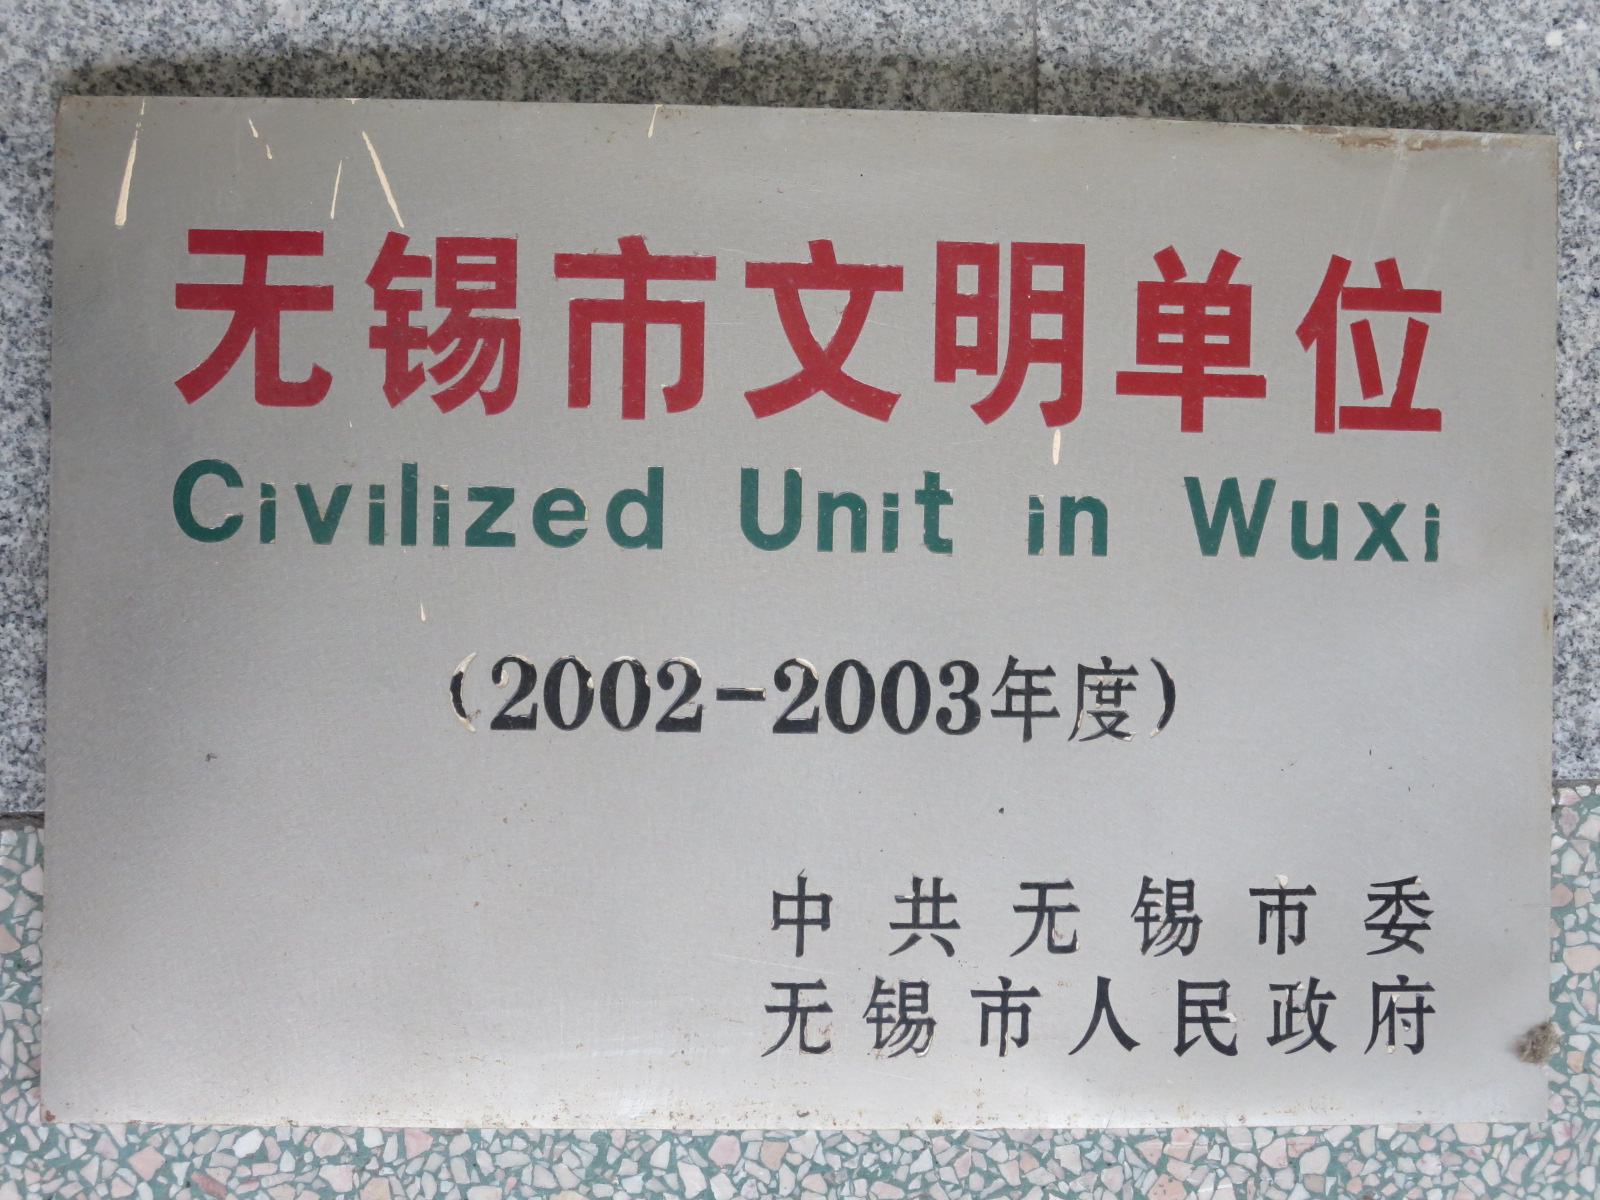 无锡市文明单位
Civilized Unit in Wuxi
(2002-2003年度)
中共无锡市委
无锡市人民政府